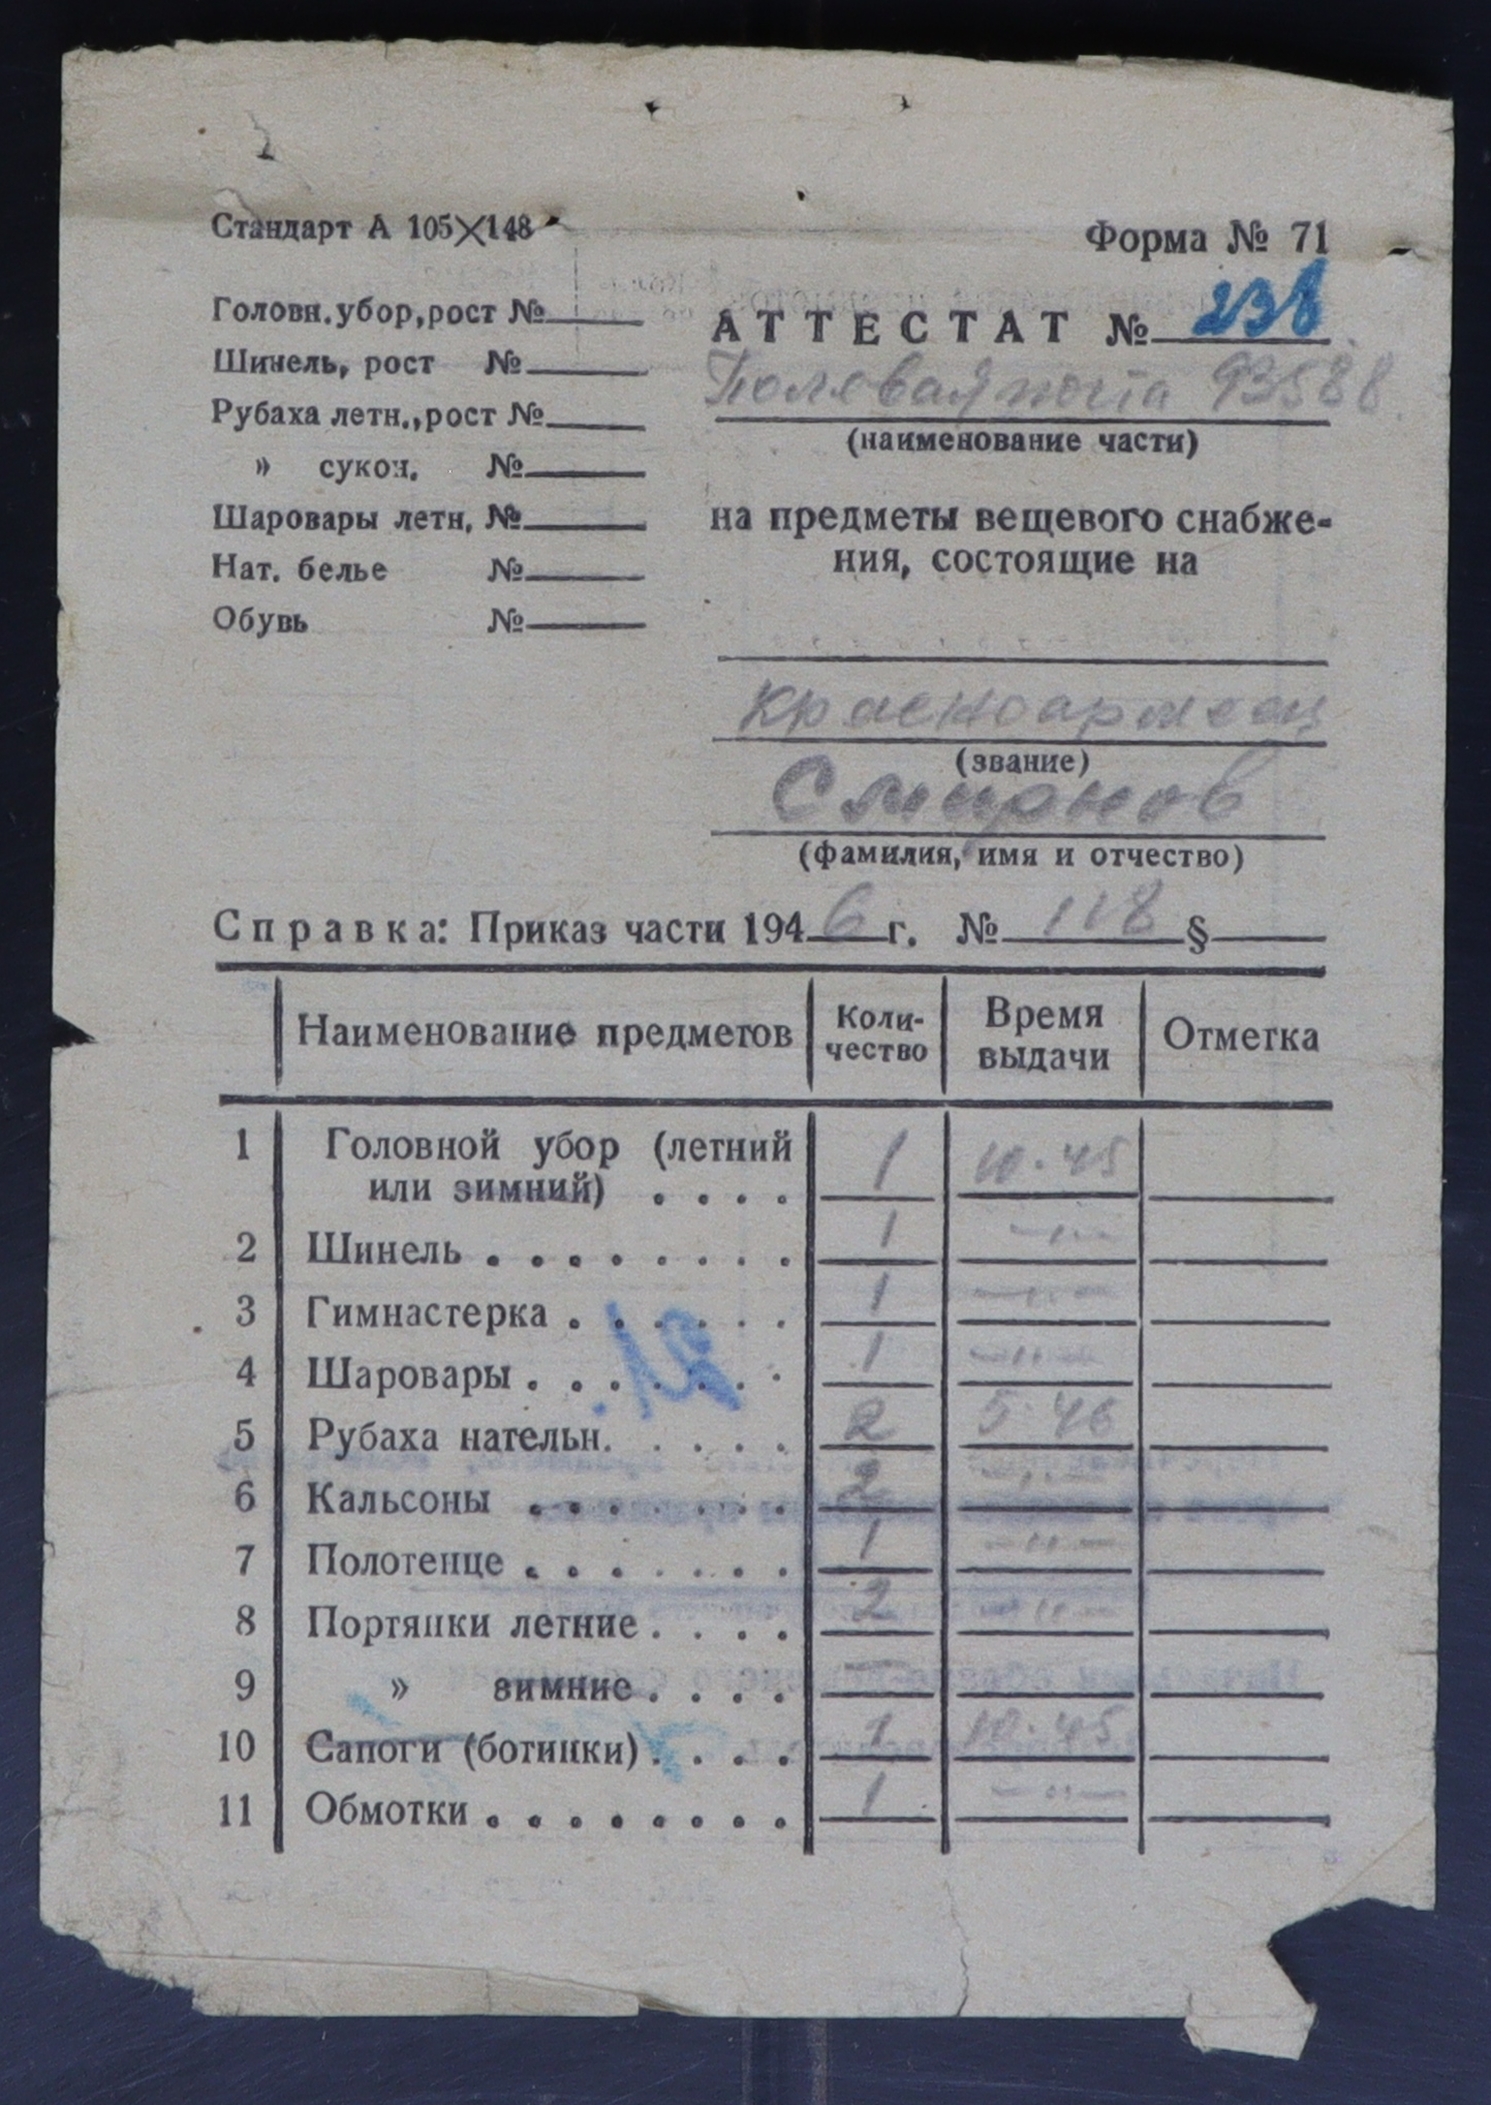 Стандарт А 105×148
Форма № 71
Головн. убор, рост №
Шинель, рост №
Рубаха летн., рост №
» сукон. №
Шаровары летн. №
Нат. белье №
Обувь №
АТТЕСТАТ № 238
Полевая почта 93588
(наименование части)
на предметы вещевого снабже-
ния, состоящие на
красноармеец
(звание)
Смирнов
(фамилия, имя и отчество)
Справка: Приказ части 1946 г. № 118 §
Наименование предметов | Коли-чество | Время выдачи | Отметка
1 Головной убор (летний
или зимний) . . . . 1 10.45
2 Шинель . . . . . . . . 1 —"—
3 Гимнастерка . . . . . . 1 —"—
4 Шаровары . . . . . . . 1 —"—
5 Рубаха нательн. . . . . 2 5.46
6 Кальсоны . . . . . . . 2 —"—
7 Полотенце . . . . . . . 1 —"—
8 Портянки летние . . . . 2 —"—
9 » зимние . . . . —
10 Сапоги (ботинки) . . . . 1 10.45
11 Обмотки . . . . . . . . 1 —"—